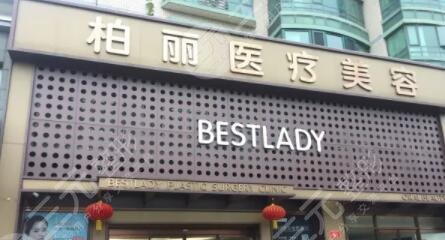 柏丽医疗美容
BESTLADY
BESTLADY PLASTIC SURGERY CLINIC